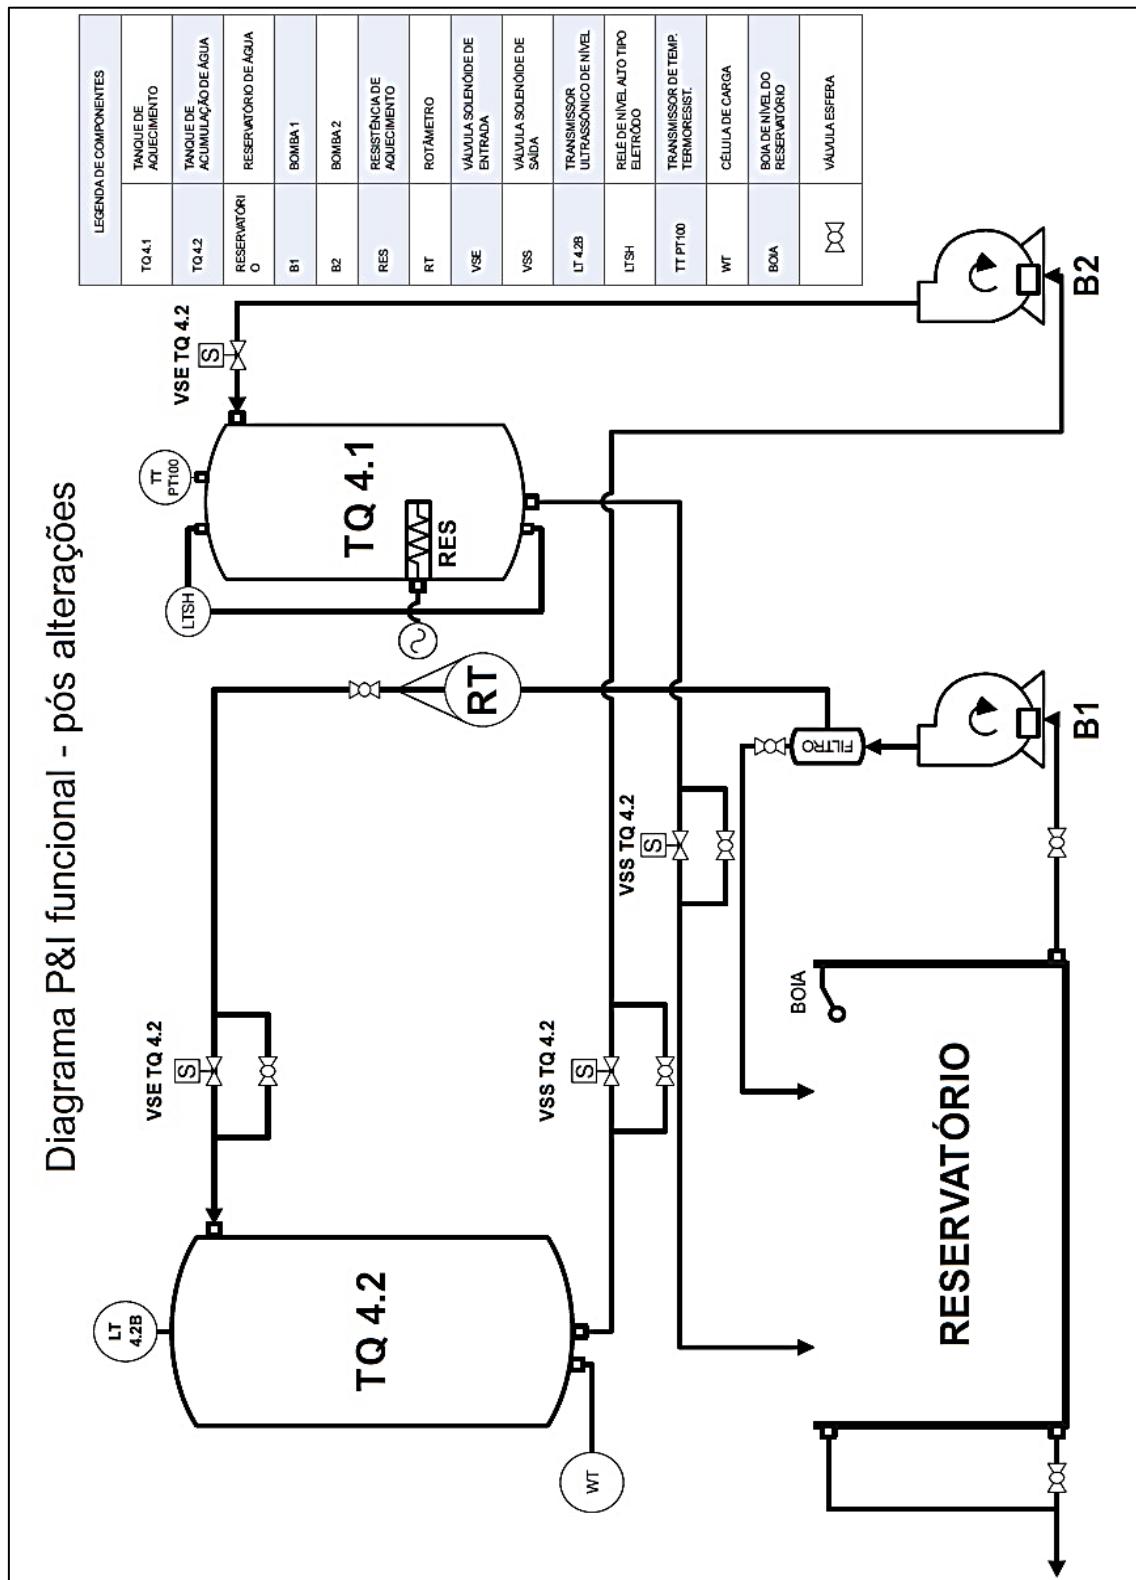 Diagrama P&I funcional - pós alterações
LEGENDA DE COMPONENTES
TQ 4.1
TANQUE DE
AQUECIMENTO
TQ 4.2
TANQUE DE
ACUMULAÇÃO DE ÁGUA
RESERVATÓRI
O
RESERVATÓRIO DE ÁGUA
B1
BOMBA 1
B2
BOMBA 2
RES
RESISTÊNCIA DE
AQUECIMENTO
RT
ROTÂMETRO
VSE
VÁLVULA SOLENÓIDE DE
ENTRADA
VSS
VÁLVULA SOLENÓIDE DE
SAÍDA
LT 4.2B
TRANSMISSOR
ULTRASSÔNICO DE NÍVEL
LTSH
RELÉ DE NÍVEL ALTO TIPO
ELETRÔDO
TT PT100
TRANSMISSOR DE TEMP.
TERMORESIST.
WT
CÉLULA DE CARGA
BOIA
BOIA DE NÍVEL DO
RESERVATÓRIO
VÁLVULA ESFERA
LT
4.2B
TQ 4.2
WT
VSE TQ 4.2
S
VSS TQ 4.2
S
RT
LTSH
TT
PT100
TQ 4.1
RES
VSE TQ 4.2
S
VSS TQ 4.2
S
FILTRO
BOIA
RESERVATÓRIO
B1
B2